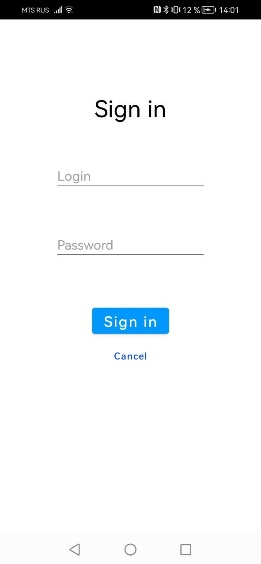 MTS RUS 12 % 14:01
Sign in
Login
Password
Sign in
Cancel